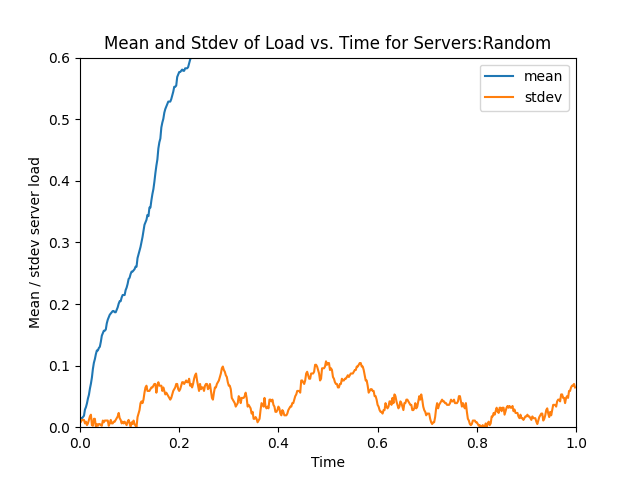 Mean and Stdev of Load vs. Time for Servers:Random
mean
stdev
Mean / stdev server load
0.6
0.5
0.4
0.3
0.2
0.1
0.0
0.0 0.2 0.4 0.6 0.8 1.0
Time